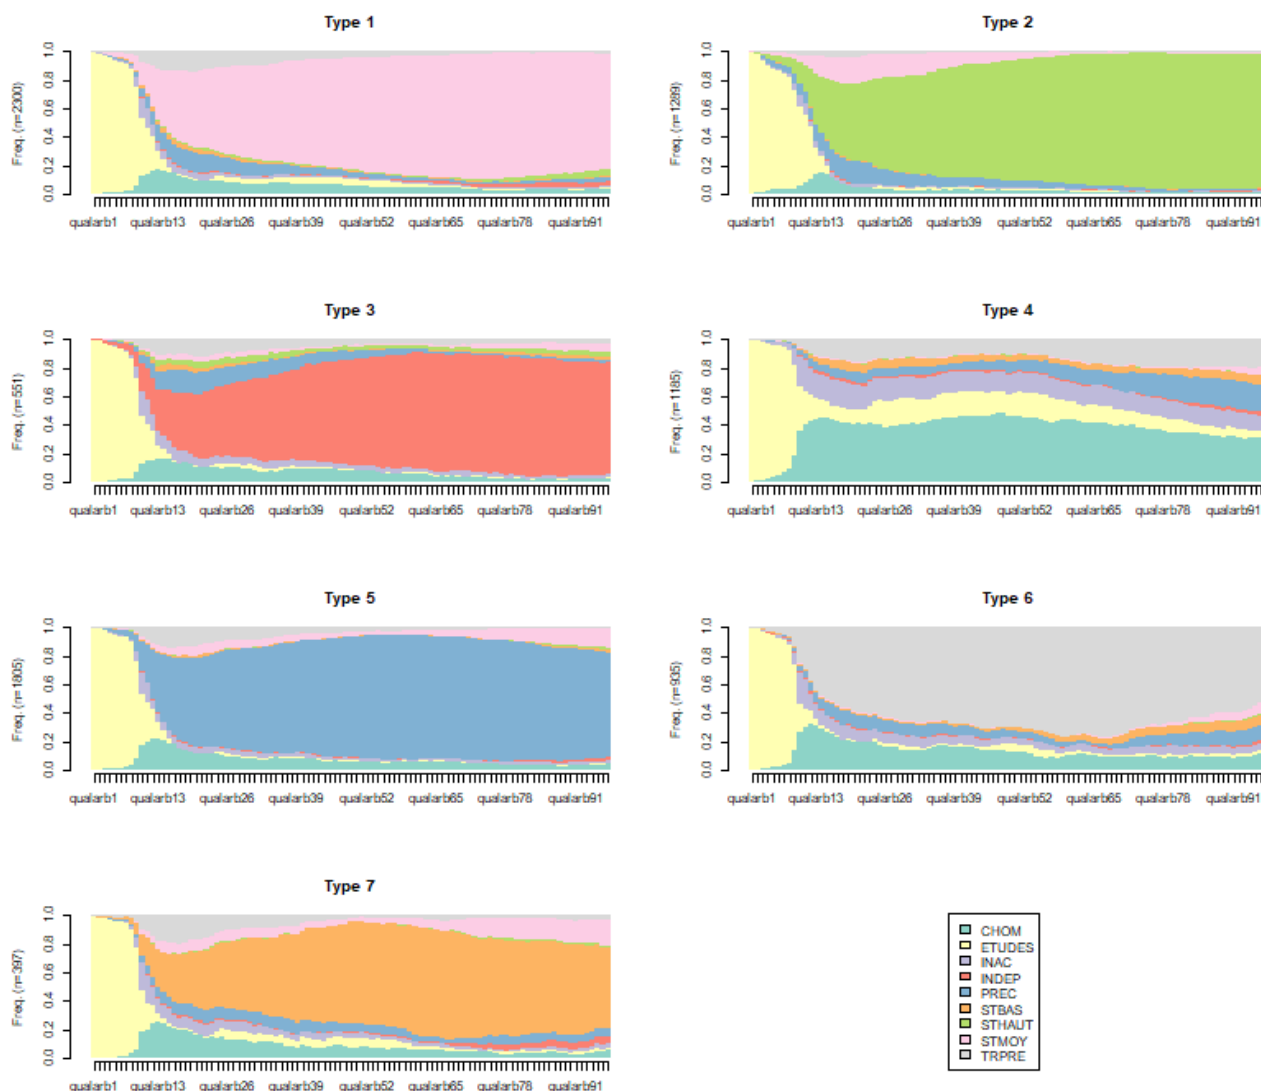 Type 1
Type 2
Freq. (n=2300)
0.0 0.2 0.4 0.6 0.8 1.0
qualarb1 qualarb13 qualarb26 qualarb39 qualarb52 qualarb65 qualarb78 qualarb91
Freq. (n=1289)
0.0 0.2 0.4 0.6 0.8 1.0
qualarb1 qualarb13 qualarb26 qualarb39 qualarb52 qualarb65 qualarb78 qualarb91
Type 3
Type 4
Freq. (n=551)
0.0 0.2 0.4 0.6 0.8 1.0
qualarb1 qualarb13 qualarb26 qualarb39 qualarb52 qualarb65 qualarb78 qualarb91
Freq. (n=1185)
0.0 0.2 0.4 0.6 0.8 1.0
qualarb1 qualarb13 qualarb26 qualarb39 qualarb52 qualarb65 qualarb78 qualarb91
Type 5
Type 6
Freq. (n=1805)
0.0 0.2 0.4 0.6 0.8 1.0
qualarb1 qualarb13 qualarb26 qualarb39 qualarb52 qualarb65 qualarb78 qualarb91
Freq. (n=935)
0.0 0.2 0.4 0.6 0.8 1.0
qualarb1 qualarb13 qualarb26 qualarb39 qualarb52 qualarb65 qualarb78 qualarb91
Type 7
Freq. (n=397)
0.0 0.2 0.4 0.6 0.8 1.0
qualarb1 qualarb13 qualarb26 qualarb39 qualarb52 qualarb65 qualarb78 qualarb91
CHOM
ETUDES
INAC
INDEP
PREC
STBAS
STHAUT
STMOY
TRPRE